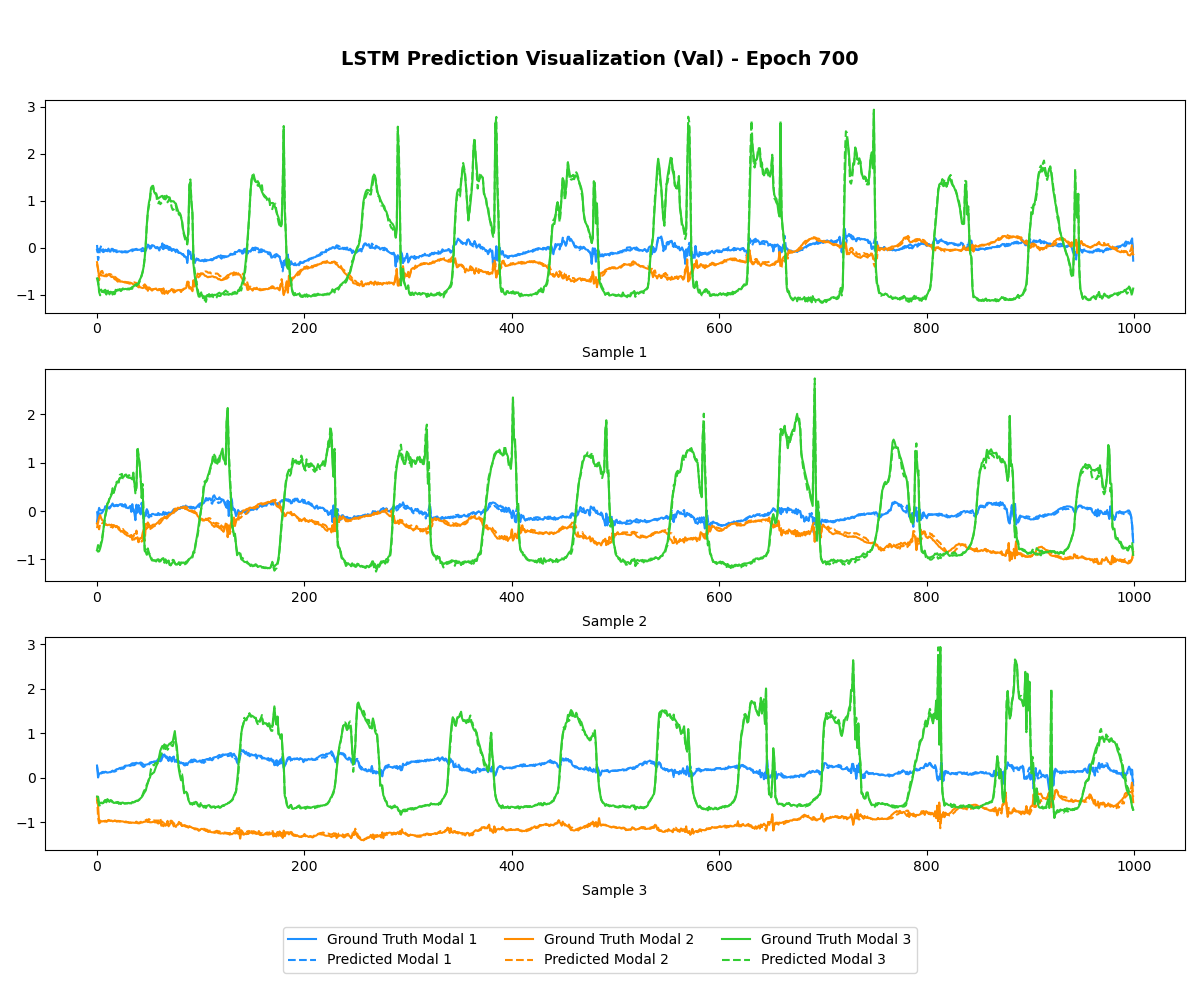 LSTM Prediction Visualization (Val) - Epoch 700
3
2
1
0
−1
0 200 400 600 800 1000
Sample 1
2
1
0
−1
0 200 400 600 800 1000
Sample 2
3
2
1
0
−1
0 200 400 600 800 1000
Sample 3
Ground Truth Modal 1 Ground Truth Modal 2 Ground Truth Modal 3
Predicted Modal 1 Predicted Modal 2 Predicted Modal 3